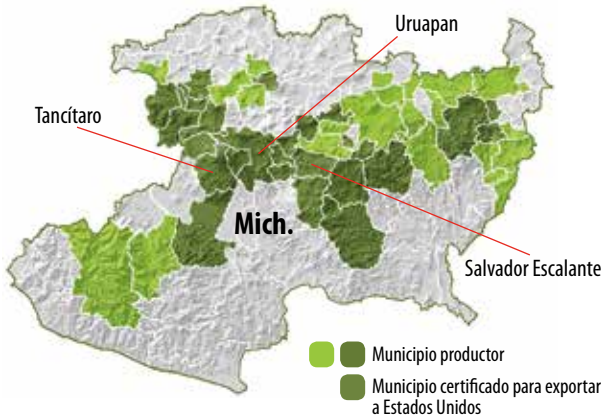 Uruapan
Tancítaro
Mich.
Salvador Escalante
Municipio productor
Municipio certificado para exportar
a Estados Unidos